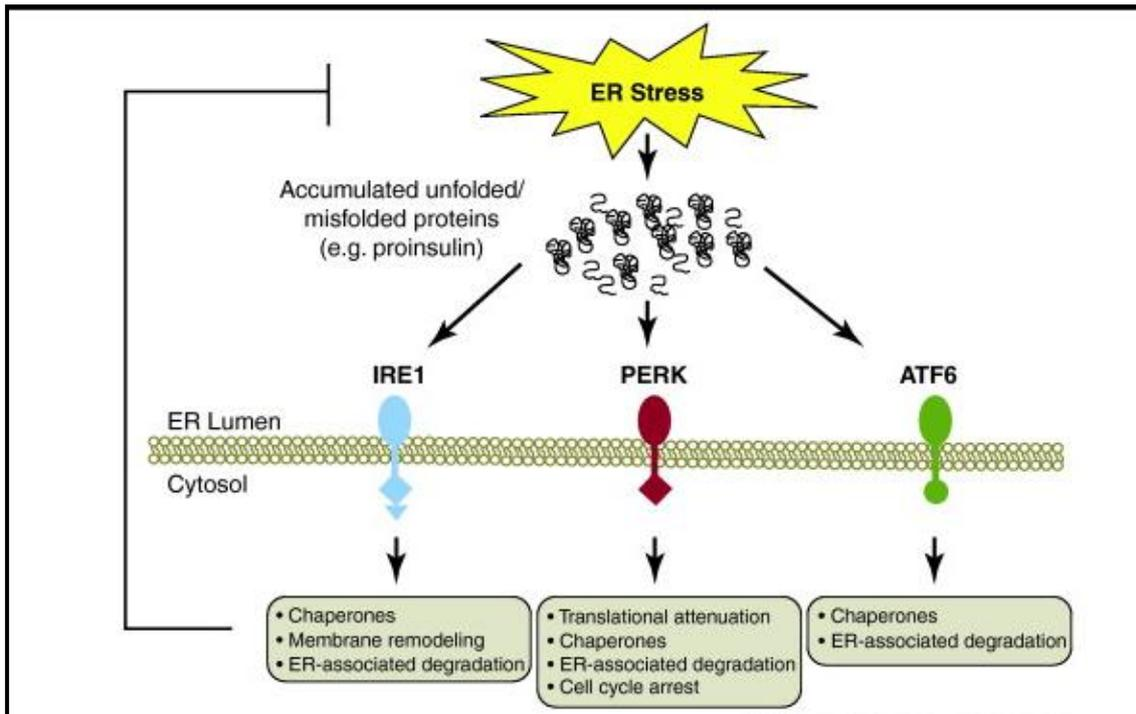 ER Stress
Accumulated unfolded/
misfolded proteins
(e.g. proinsulin)
IRE1
PERK
ATF6
ER Lumen
Cytosol
• Chaperones
• Membrane remodeling
• ER-associated degradation
• Translational attenuation
• Chaperones
• ER-associated degradation
• Cell cycle arrest
• Chaperones
• ER-associated degradation